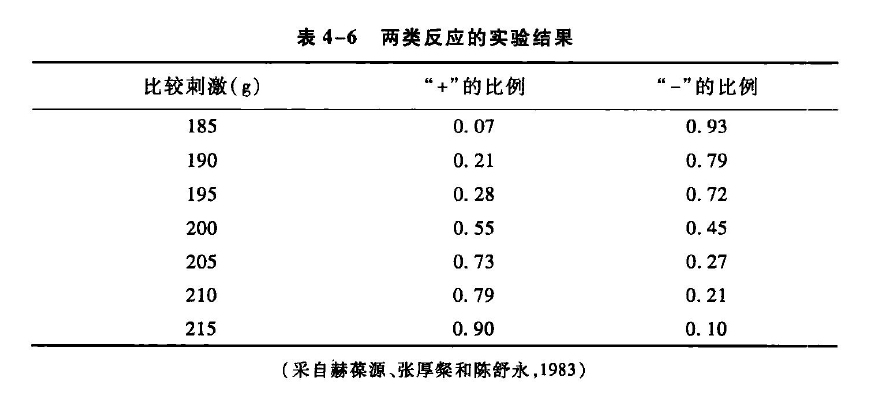 表 4-6 两类反应的实验结果
比较刺激(g) “+”的比例 “-”的比例
185 0.07 0.93
190 0.21 0.79
195 0.28 0.72
200 0.55 0.45
205 0.73 0.27
210 0.79 0.21
215 0.90 0.10
(采自赫葆源、张厚粲和陈舒永,1983)